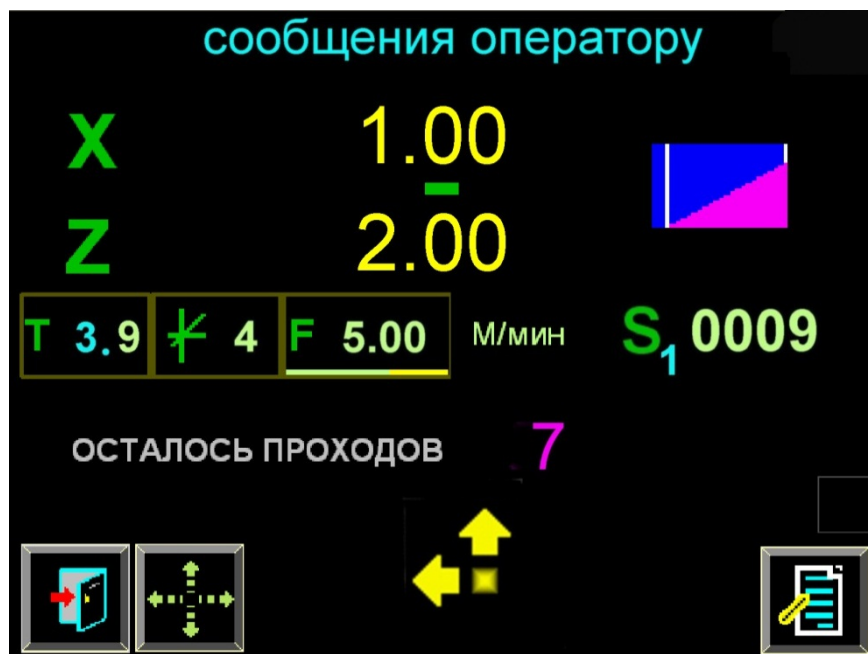 сообщения оператору
X 1.00
Z 2.00
T 3.9 4 F 5.00 М/мин S1 0009
ОСТАЛОСЬ ПРОХОДОВ 7